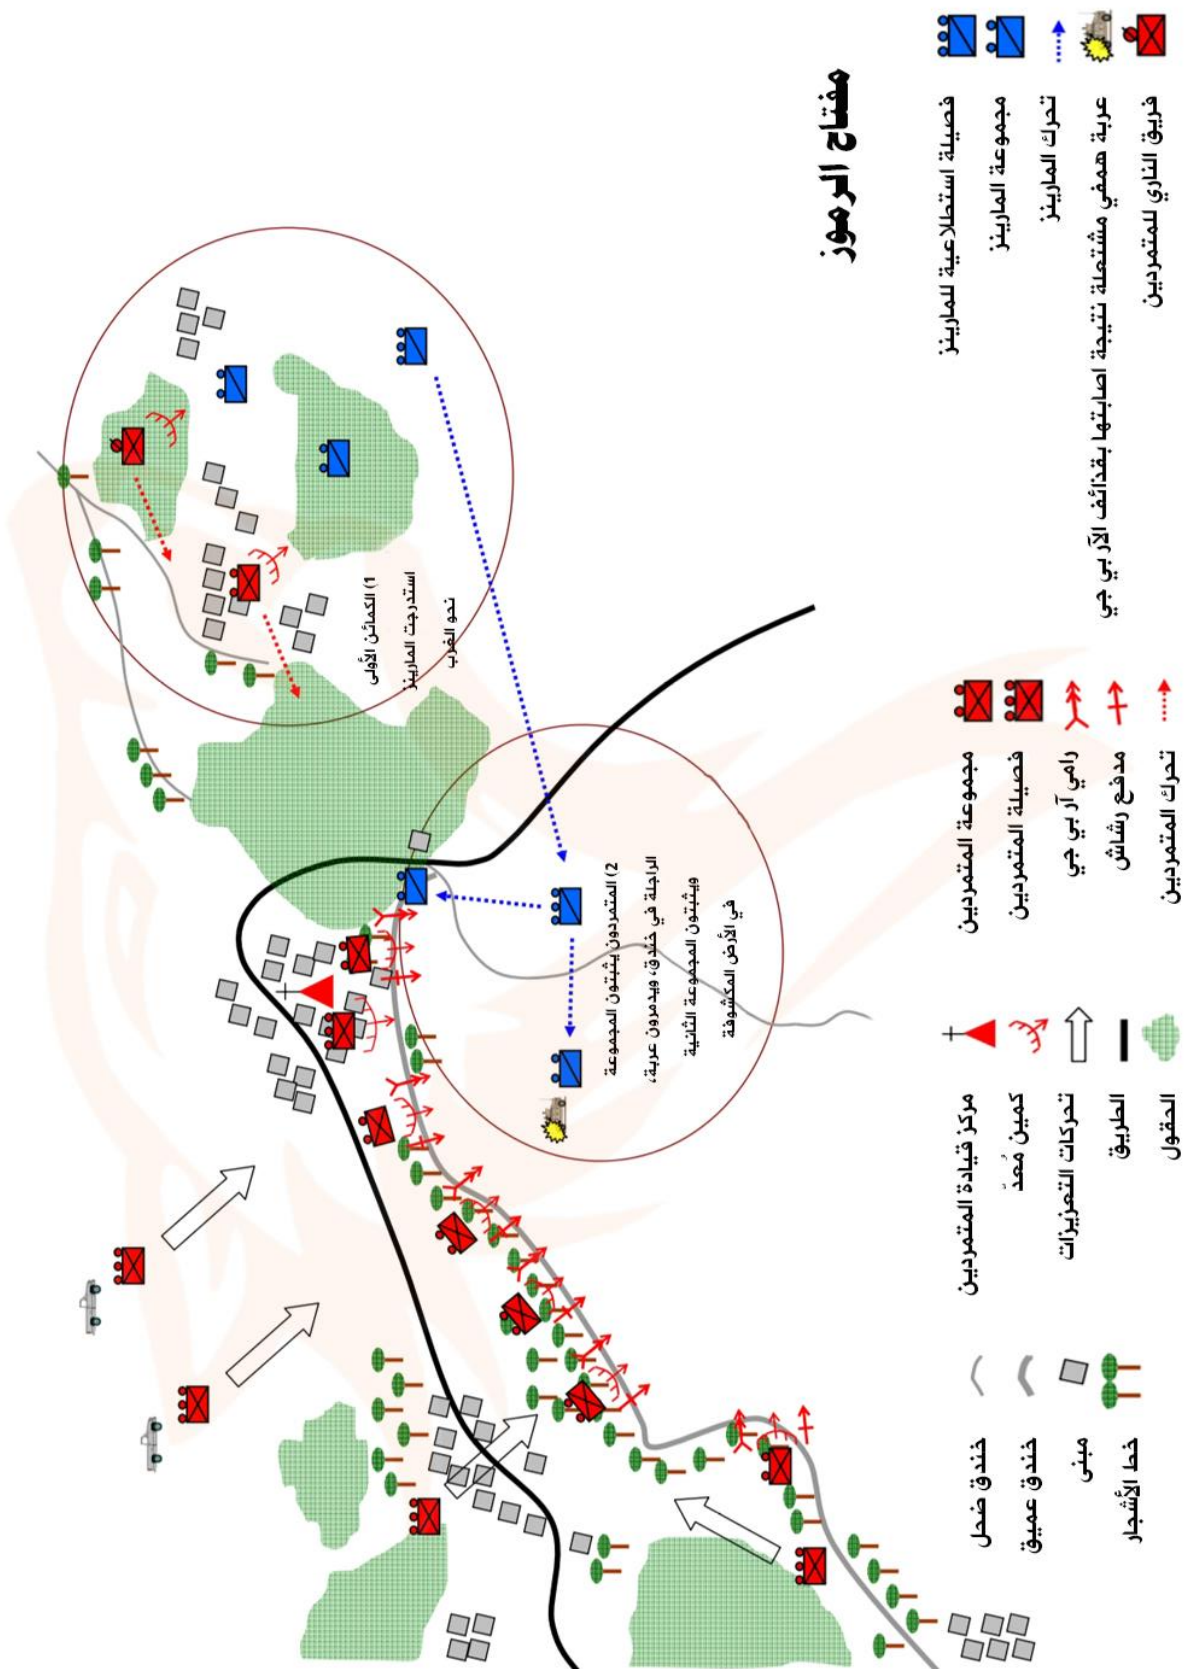 مفتاح الرموز
فريق الناري للمتمردين
عربة همفي مشتعلة نتيجة اصابتها بقذائف الآر بي جي
تحرك المارينز
مجموعة المارينز
فصيلة استطلاعية للمارينز
تحرك المتمردين
مدفع رشاش
رامي آر بي جي
فصيلة المتمردين
مجموعة المتمردين
الحقول
الطريق
تحركات التعزيزات
كمين مُعدّ
مركز قيادة المتمردين
خط الأشجار
مبنى
خندق عميق
خندق ضحل
1) الكمائن الأولى
استدرجت المارينز
نحو الغرب
2) المتمردون يثبتون المجموعة
الراجلة في خندق، ويدمرون عربة،
ويثبتون المجموعة الثانية
في الأرض المكشوفة